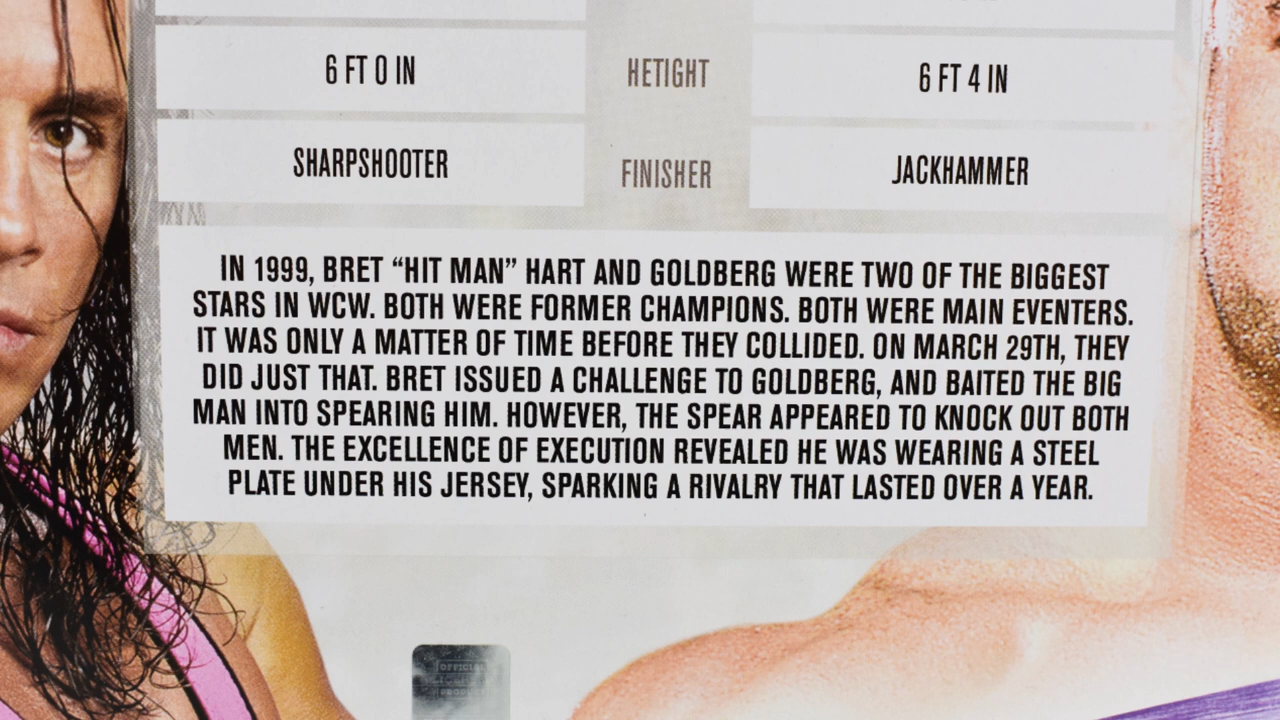 6 FT 0 IN HETIGHT 6 FT 4 IN
SHARPSHOOTER FINISHER JACKHAMMER
IN 1999, BRET “HIT MAN” HART AND GOLDBERG WERE TWO OF THE BIGGEST
STARS IN WCW. BOTH WERE FORMER CHAMPIONS. BOTH WERE MAIN EVENTERS.
IT WAS ONLY A MATTER OF TIME BEFORE THEY COLLIDED. ON MARCH 29TH, THEY
DID JUST THAT. BRET ISSUED A CHALLENGE TO GOLDBERG, AND BAITED THE BIG
MAN INTO SPEARING HIM. HOWEVER, THE SPEAR APPEARED TO KNOCK OUT BOTH
MEN. THE EXCELLENCE OF EXECUTION REVEALED HE WAS WEARING A STEEL
PLATE UNDER HIS JERSEY, SPARKING A RIVALRY THAT LASTED OVER A YEAR.
OFFICIAL